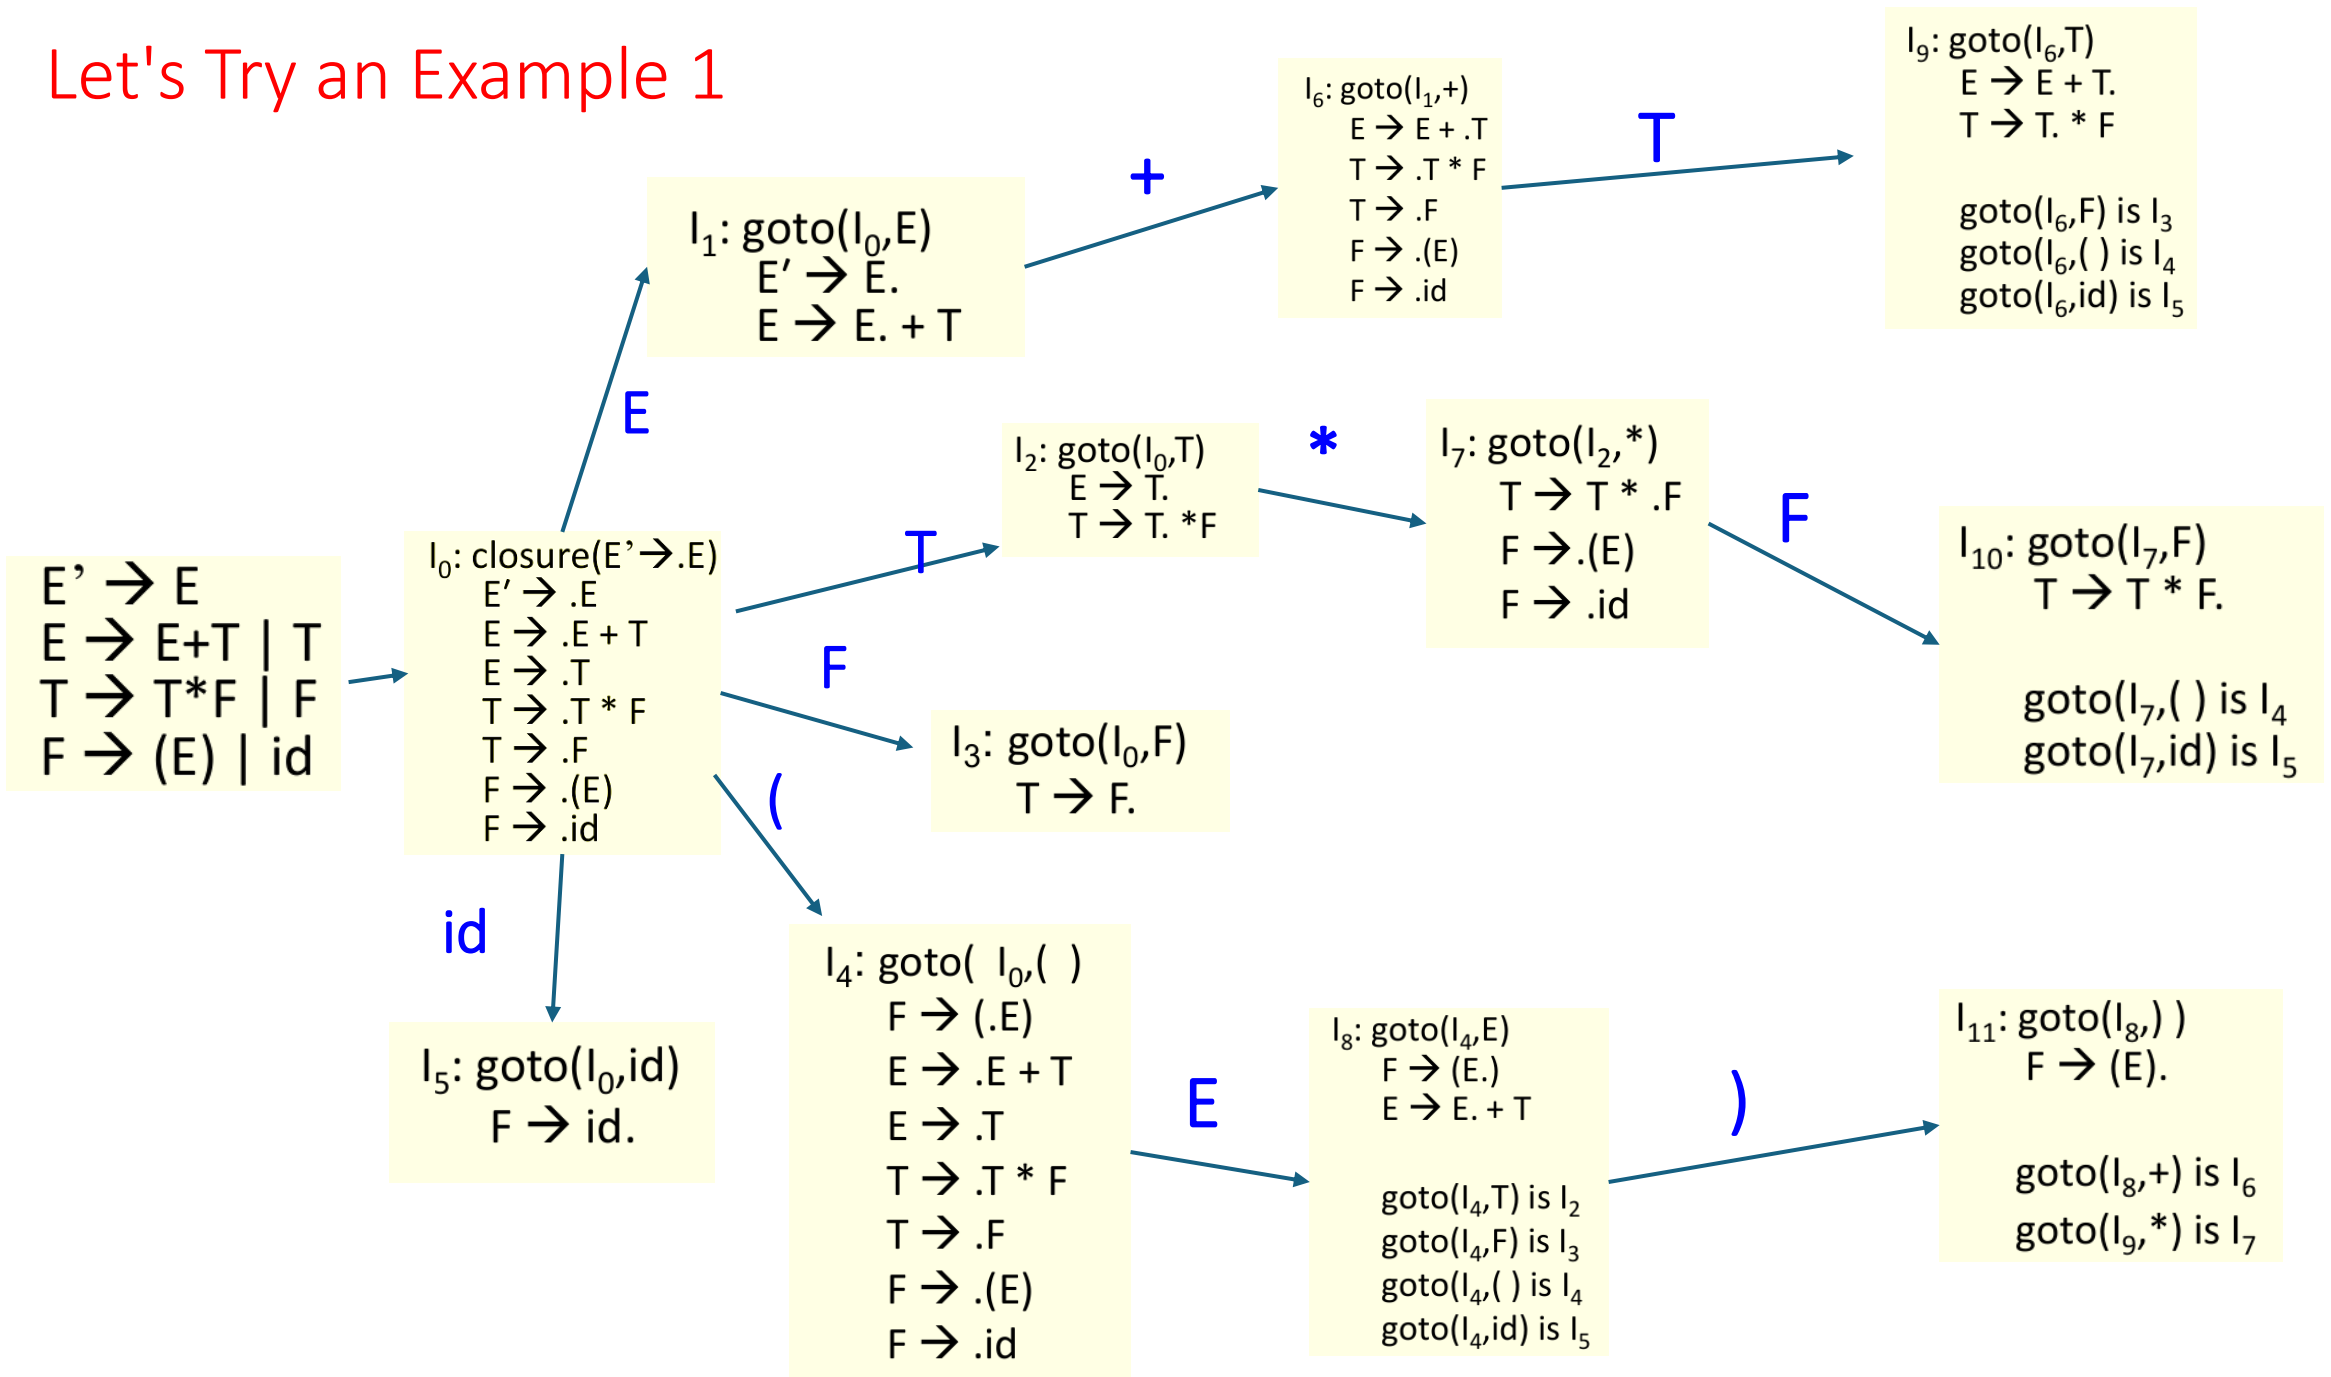 Let's Try an Example 1
E’ → E
E → E+T | T
T → T*F | F
F → (E) | id
I0: closure(E’→.E)
E′ → .E
E → .E + T
E → .T
T → .T * F
T → .F
F → .(E)
F → .id
E
I1: goto(I0,E)
E′ → E.
E → E. + T
+
I6: goto(I1,+)
E → E + .T
T → .T * F
T → .F
F → .(E)
F → .id
T
I9: goto(I6,T)
E → E + T.
T → T. * F
goto(I6,F) is I3
goto(I6,( ) is I4
goto(I6,id) is I5
T
I2: goto(I0,T)
E → T.
T → T. *F
*
I7: goto(I2,*)
T → T * .F
F →.(E)
F → .id
F
I10: goto(I7,F)
T → T * F.
goto(I7,( ) is I4
goto(I7,id) is I5
F
I3: goto(I0,F)
T → F.
(
I4: goto( I0,( )
F → (.E)
E → .E + T
E → .T
T → .T * F
T → .F
F → .(E)
F → .id
E
I8: goto(I4,E)
F → (E.)
E → E. + T
goto(I4,T) is I2
goto(I4,F) is I3
goto(I4,( ) is I4
goto(I4,id) is I5
)
I11: goto(I8,) )
F → (E).
goto(I8,+) is I6
goto(I9,*) is I7
id
I5: goto(I0,id)
F → id.